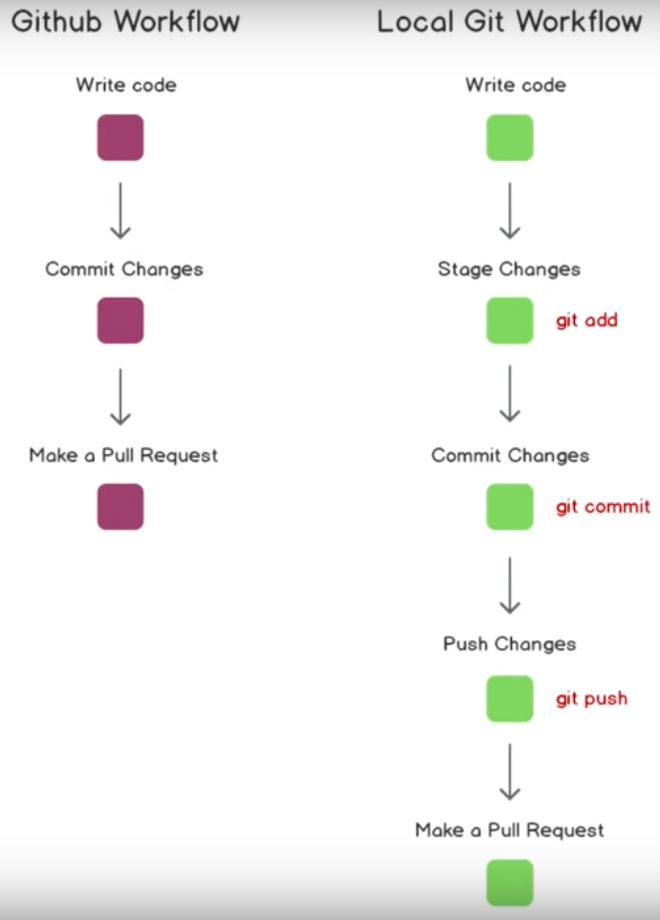 Github Workflow
Write code
Commit Changes
Make a Pull Request
Local Git Workflow
Write code
Stage Changes
git add
Commit Changes
git commit
Push Changes
git push
Make a Pull Request